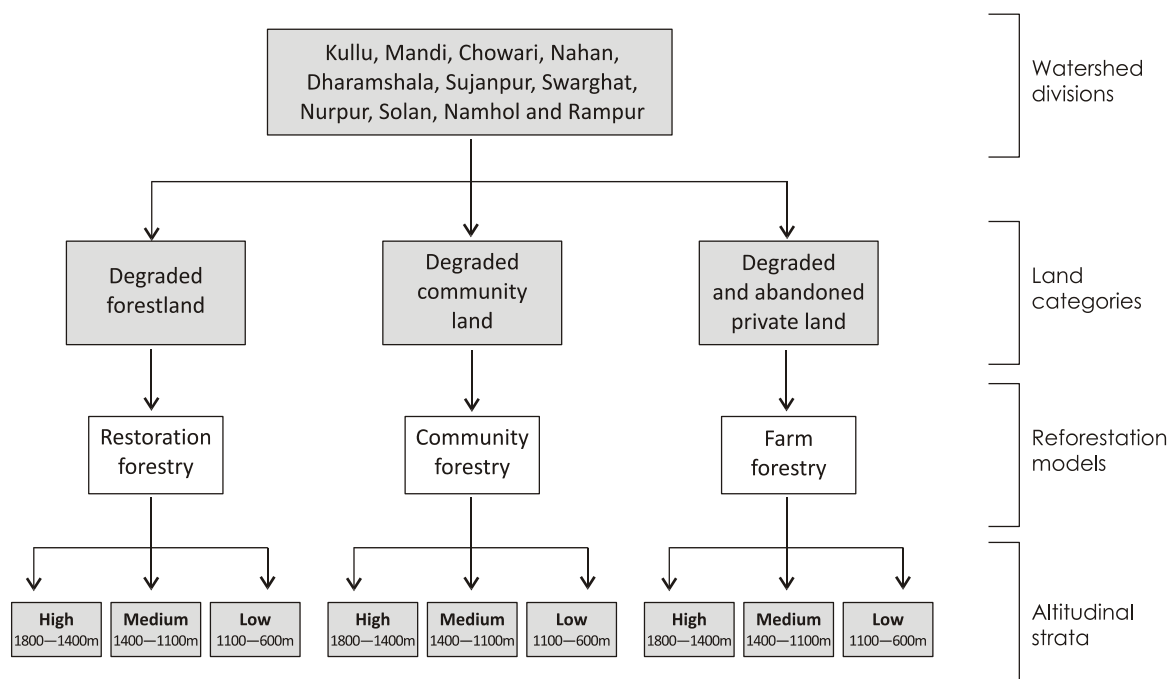 Kullu, Mandi, Chowari, Nahan,
Dharamshala, Sujanpur, Swarghat,
Nurpur, Solan, Namhol and Rampur
Watershed
divisions
Degraded
forestland
Degraded
community
land
Degraded
and abandoned
private land
Land
categories
Restoration
forestry
Community
forestry
Farm
forestry
Reforestation
models
High
1800—1400m
Medium
1400—1100m
Low
1100—600m
High
1800—1400m
Medium
1400—1100m
Low
1100—600m
High
1800—1400m
Medium
1400—1100m
Low
1100—600m
Altitudinal
strata